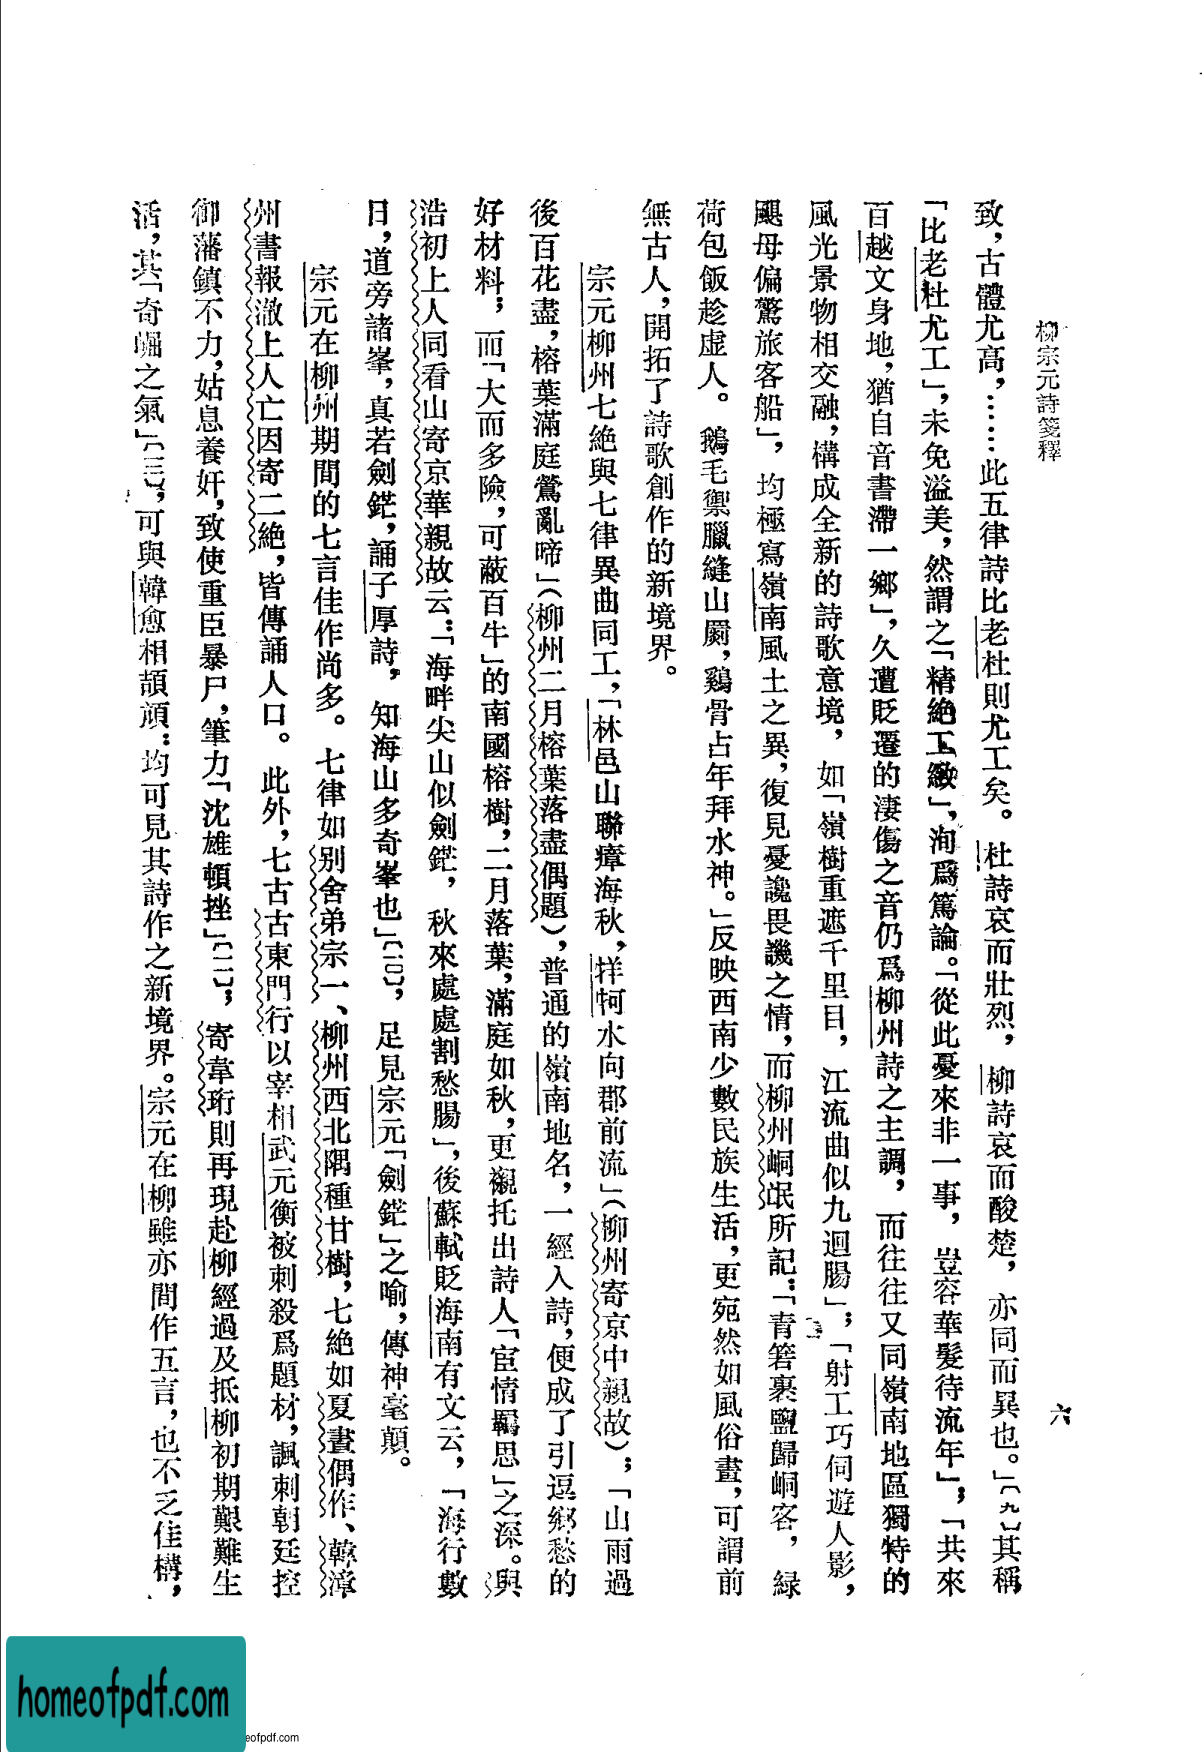 柳宗元詩箋釋
六
致，古體尤高，……此五律詩比老杜則尤工矣。杜詩哀而壯烈，柳詩哀而酸楚，亦同而異也。」〔九〕其稱
「比老杜尤工」，未免溢美，然謂之「精絶工緻」，洵爲篤論。「從此憂來非一事，豈容華髮待流年」；「共來
百越文身地，猶自音書滯一鄉」，久遭貶遷的淒傷之音仍爲柳州詩之主調，而往往又同嶺南地區獨特的
風光景物相交融，構成全新的詩歌意境，如「嶺樹重遮千里目，江流曲似九迴腸」；「射工巧伺遊人影，
颶母偏驚旅客船」，均極寫嶺南風土之異，復見憂讒畏譏之情，而柳州峒氓所記：「青箬裹鹽歸峒客，緑
荷包飯趁虚人。鵝毛禦臘縫山罽，鷄骨占年拜水神。」反映西南少數民族生活，更宛然如風俗畫，可謂前
無古人，開拓了詩歌創作的新境界。
宗元柳州七絶與七律異曲同工，「林邑山聯瘴海秋，牂牁水向郡前流」（柳州寄京中親故）；「山雨過
後百花盡，榕葉滿庭鶯亂啼」（柳州二月榕葉落盡偶題），普通的嶺南地名，一經入詩，便成了引逗鄉愁的
好材料；而「大而多險，可蔽百牛」的南國榕樹，二月落葉，滿庭如秋，更襯托出詩人「宦情羈思」之深。與
浩初上人同看山寄京華親故云：「海畔尖山似劍鋩，秋來處處割愁腸」，後蘇軾貶海南有文云，「海行數
日，道旁諸峯，真若劍鋩，誦子厚詩，知海山多奇峯也」〔一〇〕，足見宗元「劍鋩」之喻，傳神毫顛。
宗元在柳州期間的七言佳作尚多。七律如别舍弟宗一、柳州西北隅種甘樹，七絶如夏晝偶作、韓漳
州書報澈上人亡因寄二絶，皆傳誦人口。此外，七古古東門行以宰相武元衡被刺殺爲題材，諷刺朝廷控
御藩鎮不力，姑息養奸，致使重臣暴尸，筆力「沈雄頓挫」〔一一〕；寄韋珩則再現赴柳經過及抵柳初期艱難生
活，其「奇崛之氣」〔一二〕，可與韓愈相頡頏：均可見其詩作之新境界。宗元在柳雖亦間作五言，也不乏佳構，
homeofpdf.com
eofpdf.com